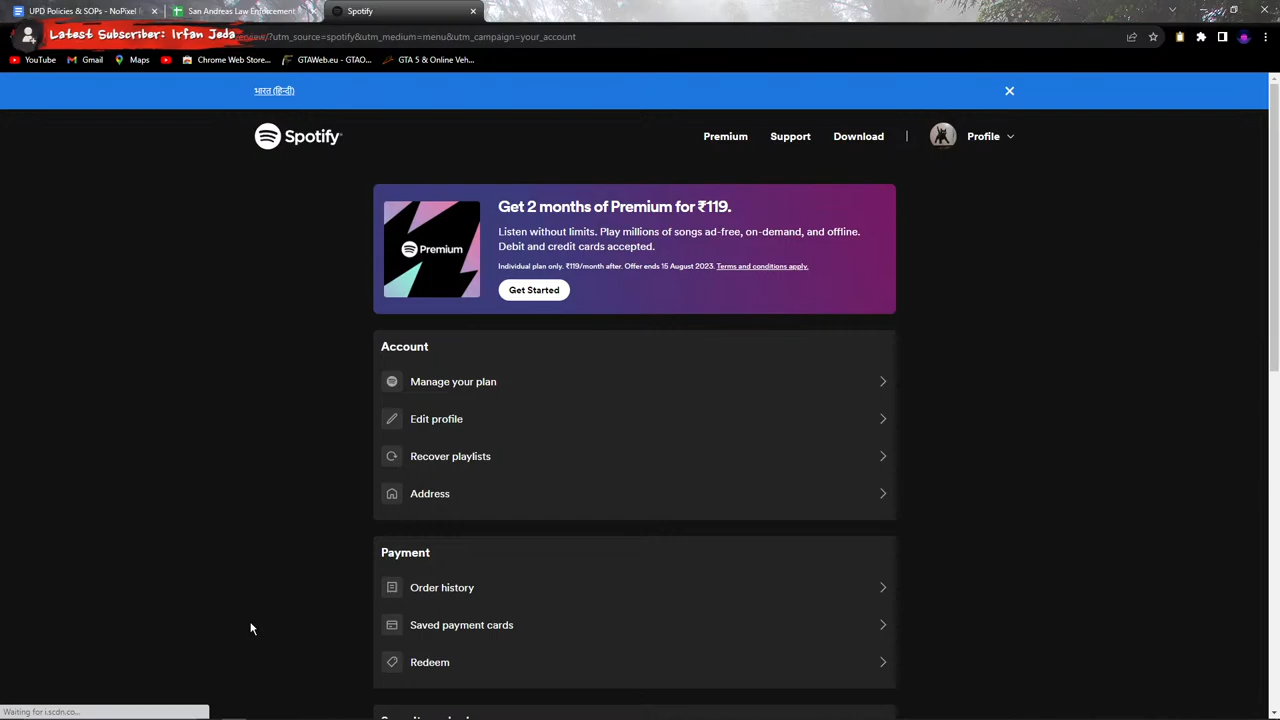 UPD Policies & SOPs - NoPixel
San Andreas Law Enforcement
Spotify
Latest Subscriber: Irfan Jeda
erview/?utm_source=spotify&utm_medium=menu&utm_campaign=your_account
YouTube
Gmail
Maps
Chrome Web Store...
GTAWeb.eu - GTAO...
GTA 5 & Online Veh...
भारत (हिन्दी)
Spotify
Premium
Support
Download
Profile
Premium
Get 2 months of Premium for ₹119.
Listen without limits. Play millions of songs ad-free, on-demand, and offline.
Debit and credit cards accepted.
Individual plan only. ₹119/month after. Offer ends 15 August 2023. Terms and conditions apply.
Get Started
Account
Manage your plan
Edit profile
Recover playlists
Address
Payment
Order history
Saved payment cards
Redeem
Waiting for i.scdn.co...